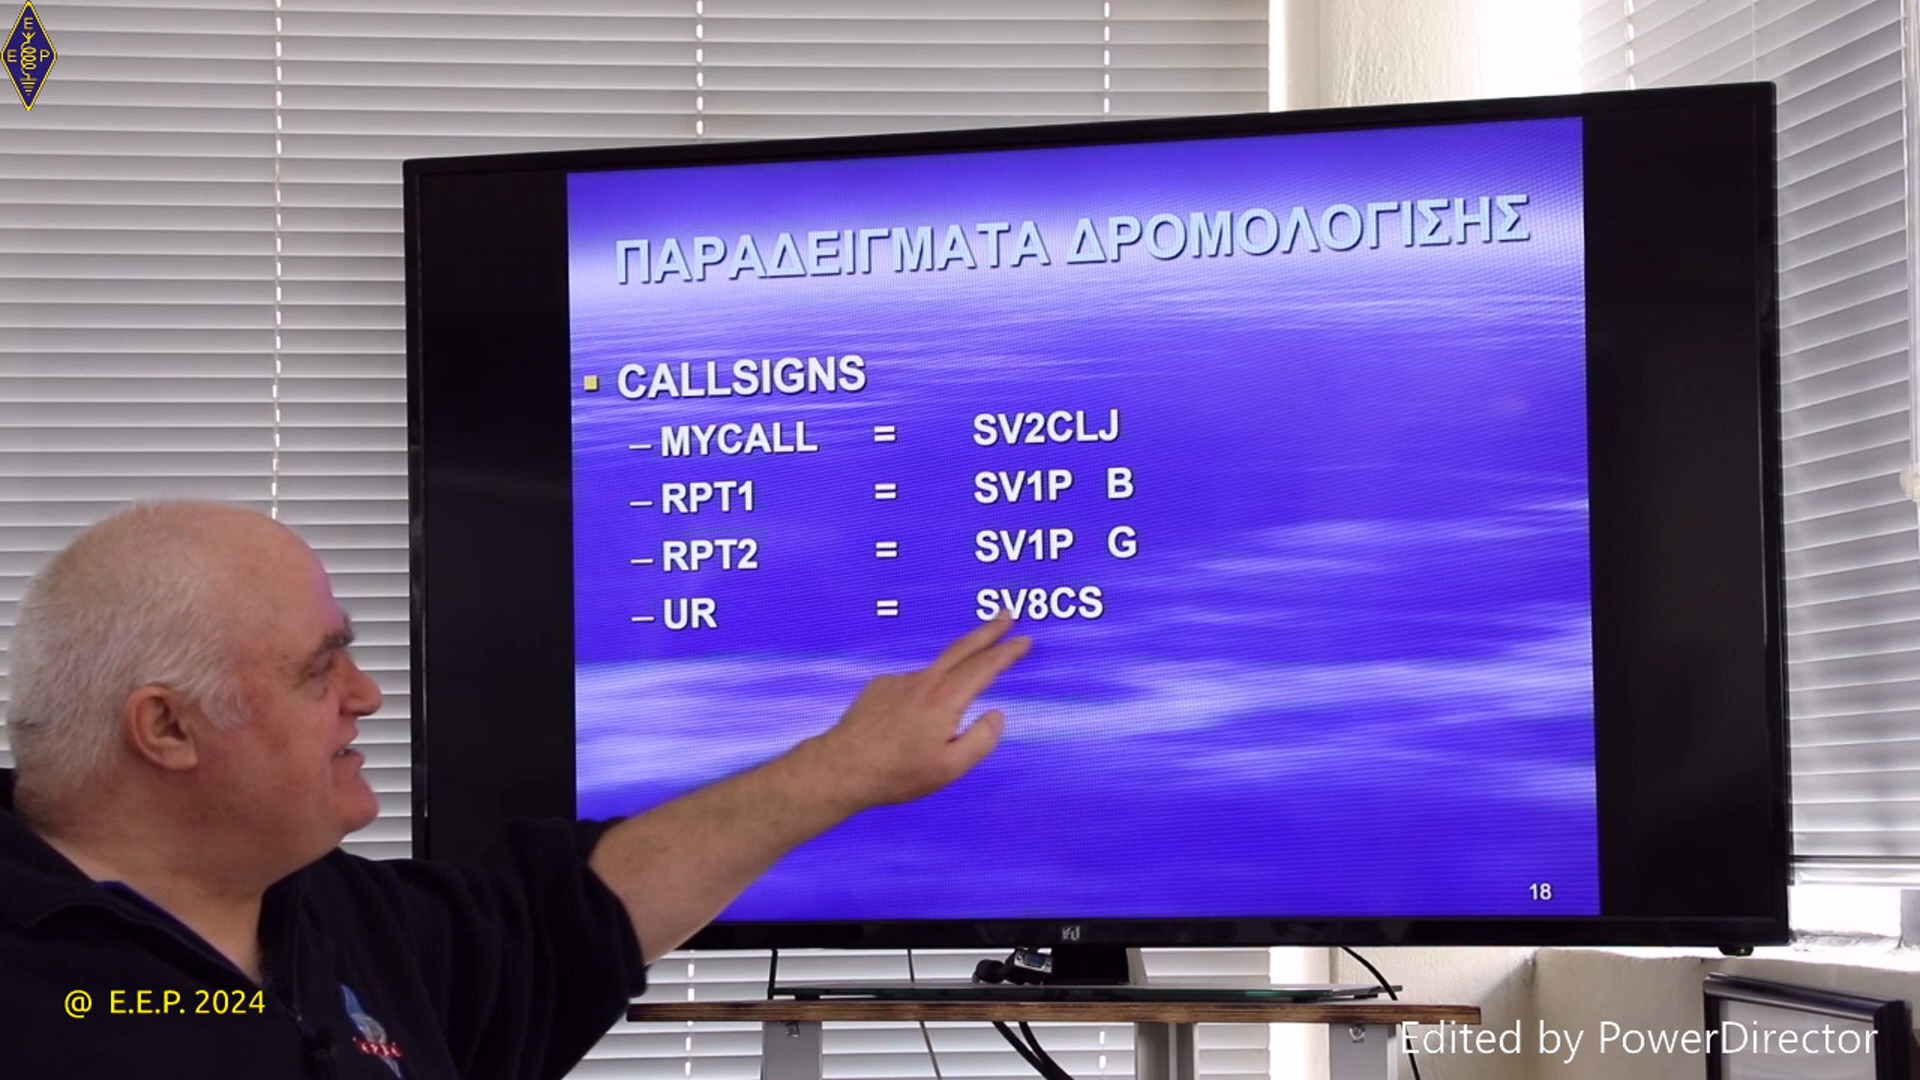 E
E P
ΠΑΡΑΔΕΙΓΜΑΤΑ ΔΡΟΜΟΛΟΓΙΣΗΣ
CALLSIGNS
– MYCALL = SV2CLJ
– RPT1 = SV1P B
– RPT2 = SV1P G
– UR = SV8CS
18
@ E.E.P. 2024
Edited by PowerDirector